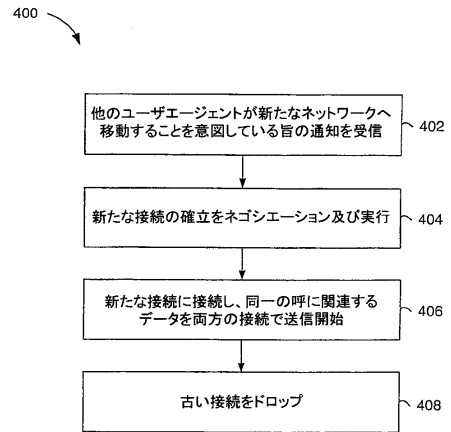 400
他のユーザエージェントが新たなネットワークへ
移動することを意図している旨の通知を受信
402
新たな接続の確立をネゴシエーション及び実行
404
新たな接続に接続し、同一の呼に関連する
データを両方の接続で送信開始
406
古い接続をドロップ
408